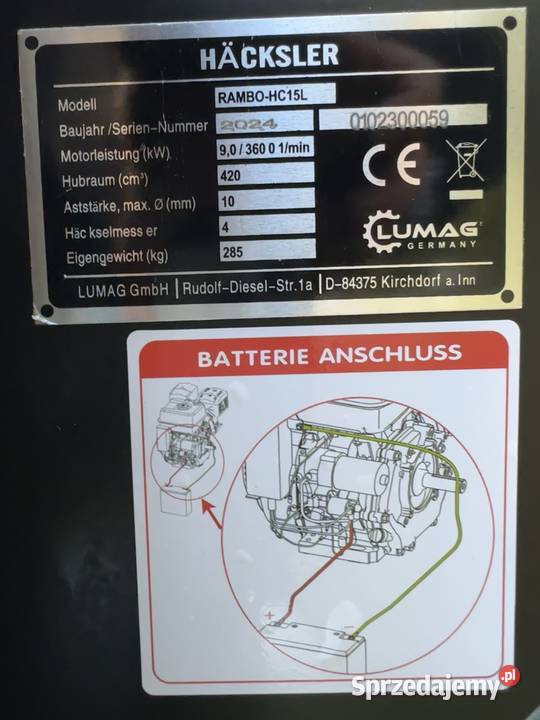 HÄCKSLER
Modell RAMBO-HC15L
Baujahr /Serien-Nummer 2024 0102300059
Motorleistung (kW) 9,0 / 360 0 1/min
Hubraum (cm³) 420
Aststärke, max. Ø (mm) 10
Häc kselmess er 4
Eigengewicht (kg) 285
CE
LUMAG
GERMANY
LUMAG GmbH | Rudolf-Diesel-Str.1a | D-84375 Kirchdorf a. Inn
BATTERIE ANSCHLUSS
+ −
Sprzedajemy.pl